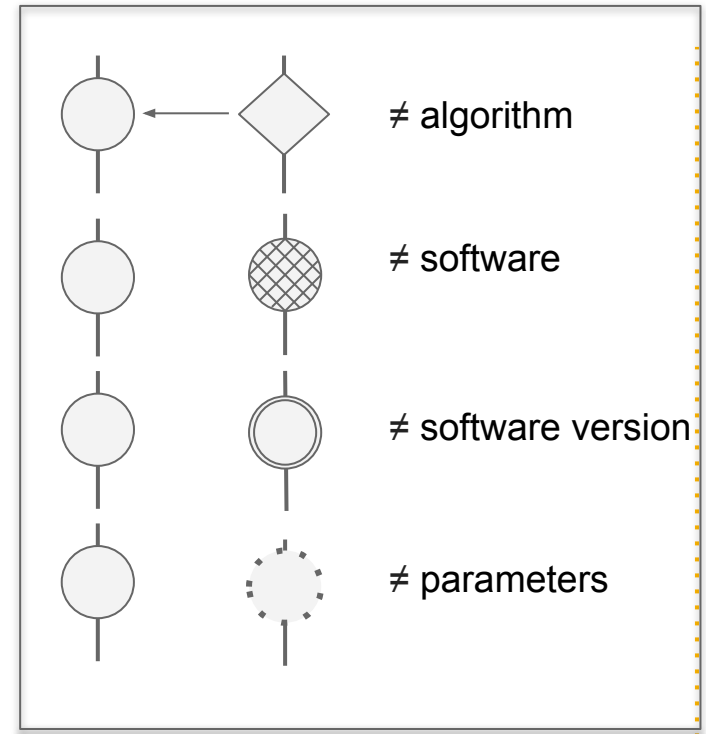 ≠ algorithm
≠ software
≠ software version
≠ parameters